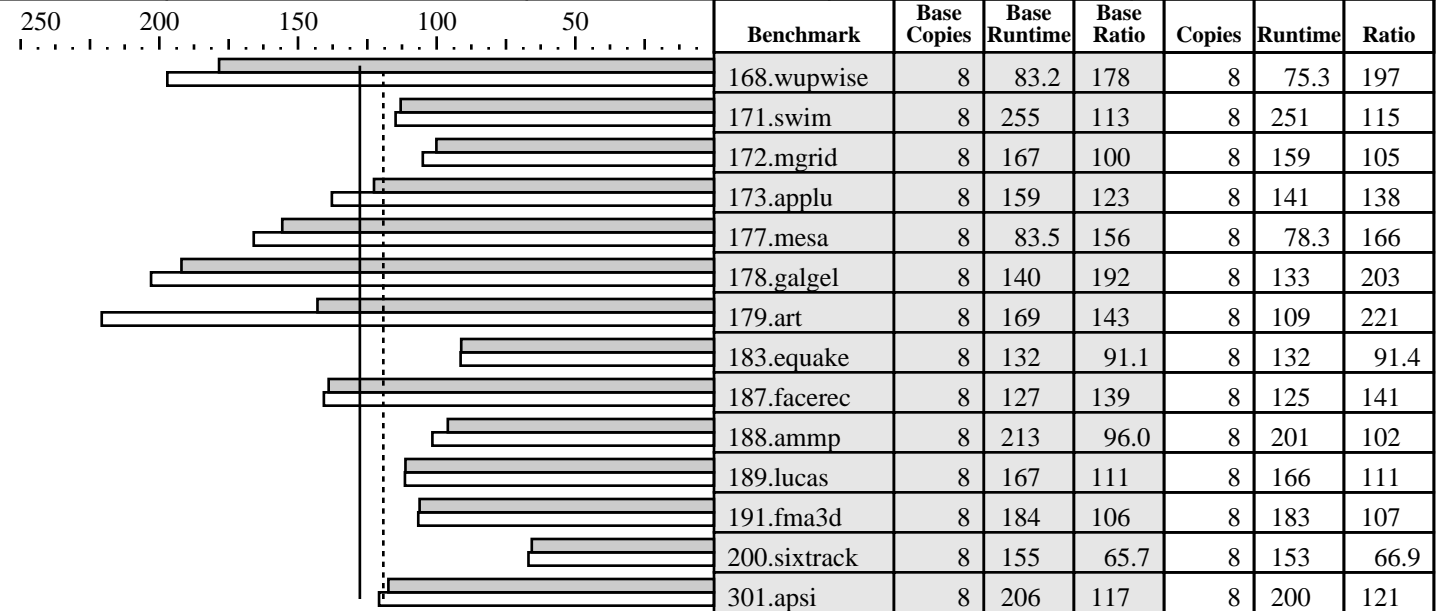 250 200 150 100 50
Benchmark Base Copies Base Runtime Base Ratio Copies Runtime Ratio
168.wupwise 8 83.2 178 8 75.3 197
171.swim 8 255 113 8 251 115
172.mgrid 8 167 100 8 159 105
173.applu 8 159 123 8 141 138
177.mesa 8 83.5 156 8 78.3 166
178.galgel 8 140 192 8 133 203
179.art 8 169 143 8 109 221
183.equake 8 132 91.1 8 132 91.4
187.facerec 8 127 139 8 125 141
188.ammp 8 213 96.0 8 201 102
189.lucas 8 167 111 8 166 111
191.fma3d 8 184 106 8 183 107
200.sixtrack 8 155 65.7 8 153 66.9
301.apsi 8 206 117 8 200 121